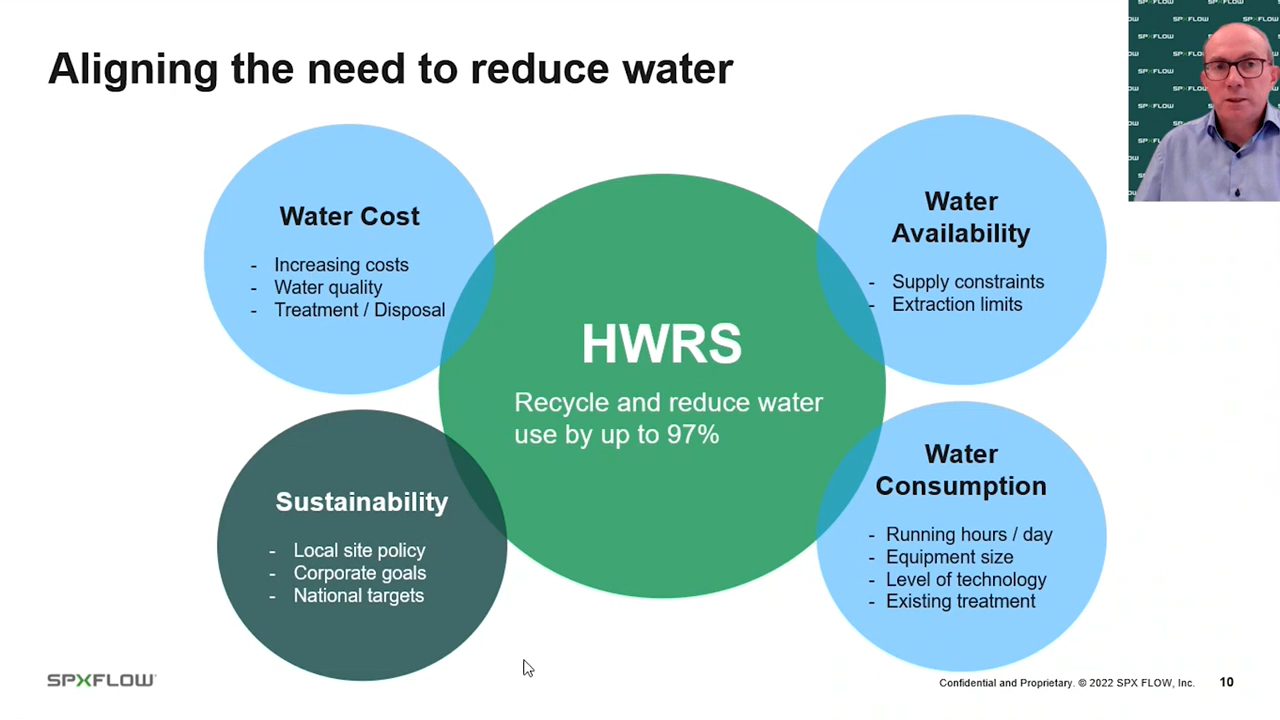 Aligning the need to reduce water
Water Cost
- Increasing costs
- Water quality
- Treatment / Disposal
HWRS
Recycle and reduce water
use by up to 97%
Water
Availability
- Supply constraints
- Extraction limits
Sustainability
- Local site policy
- Corporate goals
- National targets
Water
Consumption
- Running hours / day
- Equipment size
- Level of technology
- Existing treatment
SPXFLOW
Confidential and Proprietary. © 2022 SPX FLOW, Inc.
10
SPXFLOW